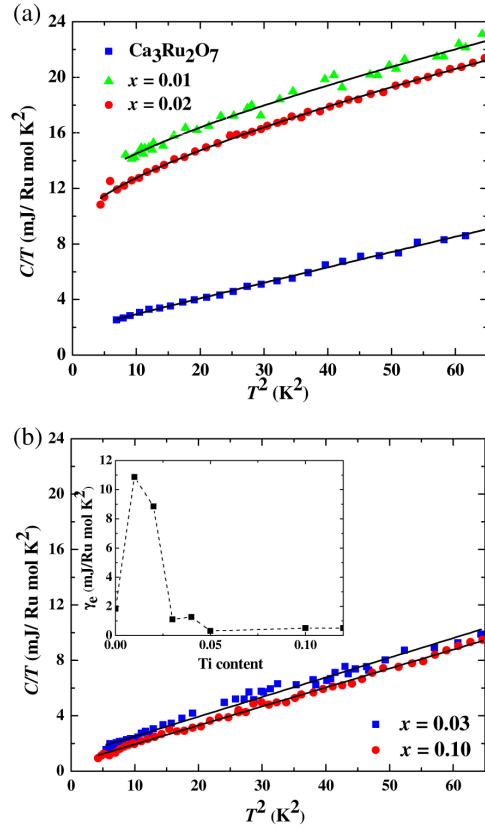 (a)
24
20
16
12
8
4
0
C/T (mJ/ Ru mol K²)
Ca₃Ru₂O₇
x = 0.01
x = 0.02
0 10 20 30 40 50 60
T² (K²)
(b)
24
20
16
12
8
4
0
C/T (mJ/ Ru mol K²)
12
10
8
6
4
2
0
γₑ (mJ/Ru mol K²)
0.00 0.05 0.10
Ti content
x = 0.03
x = 0.10
0 10 20 30 40 50 60
T² (K²)